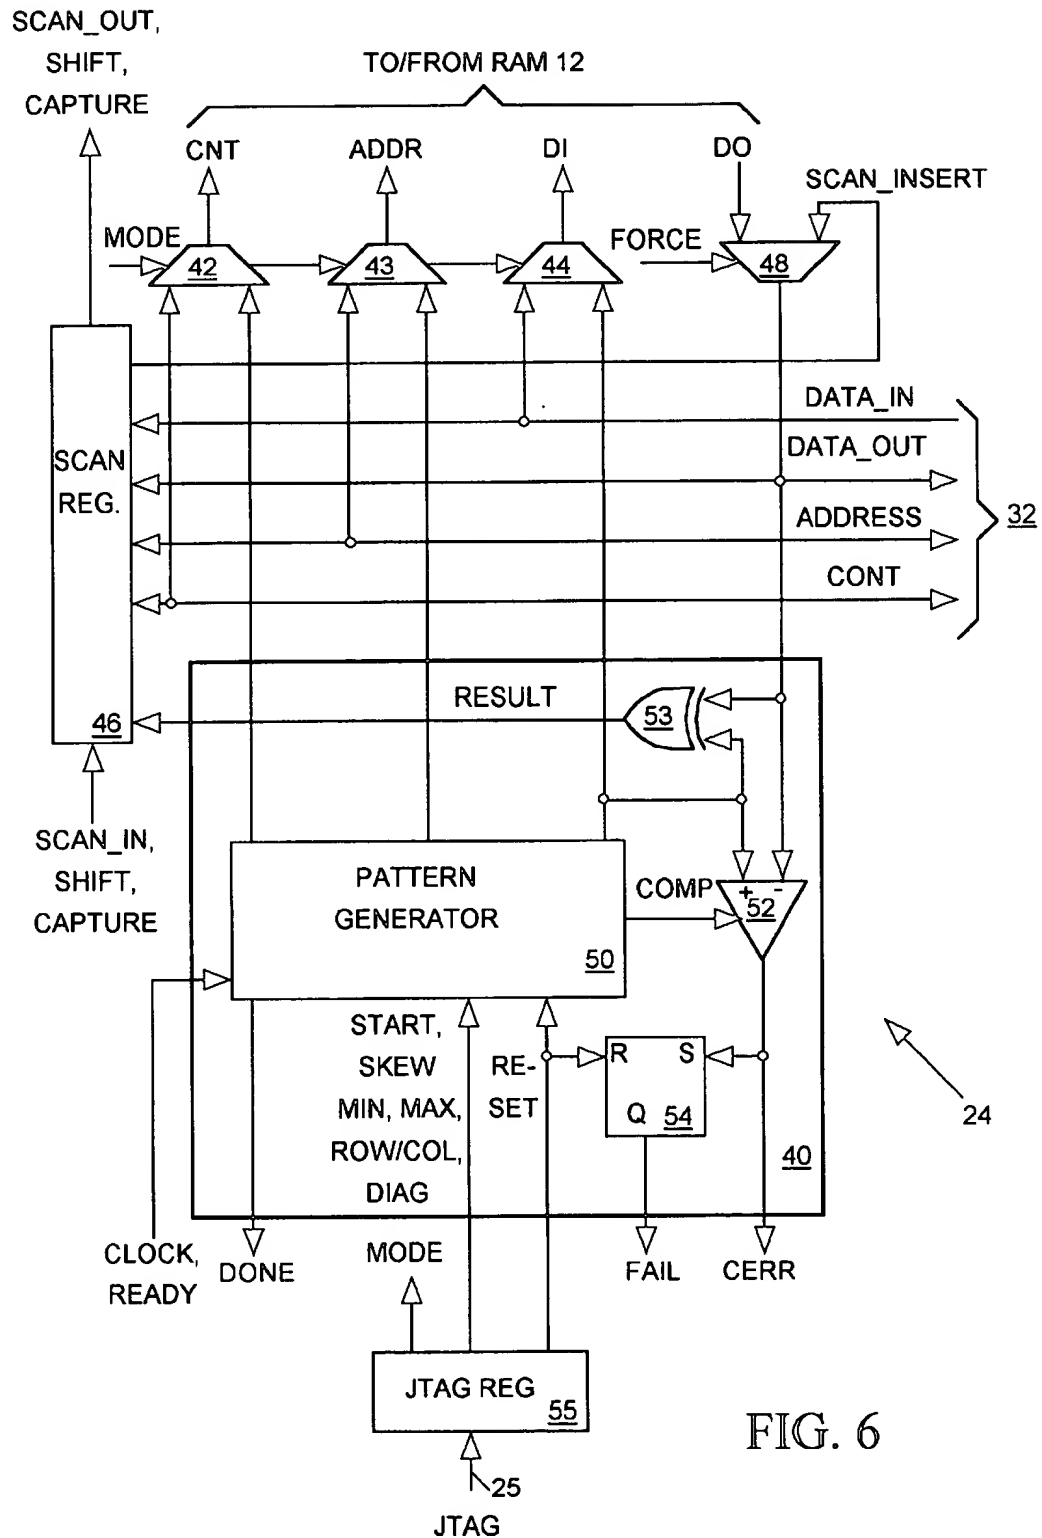 SCAN_OUT,
SHIFT,
CAPTURE
TO/FROM RAM 12
CNT
ADDR
DI
DO
SCAN_INSERT
MODE
FORCE
42
43
44
48
DATA_IN
SCAN
REG.
DATA_OUT
ADDRESS
32
CONT
RESULT
53
46
SCAN_IN,
SHIFT,
CAPTURE
PATTERN
GENERATOR
50
COMP
+ -
52
START,
SKEW
MIN, MAX,
ROW/COL,
DIAG
RE-
SET
R S
Q 54
40
24
CLOCK,
READY
DONE
MODE
FAIL
CERR
JTAG REG
55
25
JTAG
FIG. 6